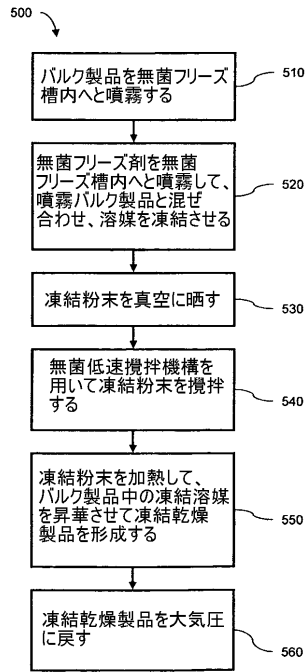 500
バルク製品を無菌フリーズ
槽内へと噴霧する
510
無菌フリーズ剤を無菌
フリーズ槽内へと噴霧して、
噴霧バルク製品と混ぜ
合わせ、溶媒を凍結させる
520
凍結粉末を真空に晒す
530
無菌低速攪拌機構を
用いて凍結粉末を攪拌
する
540
凍結粉末を加熱して、
バルク製品中の凍結溶媒
を昇華させて凍結乾燥
製品を形成する
550
凍結乾燥製品を大気圧
に戻す
560